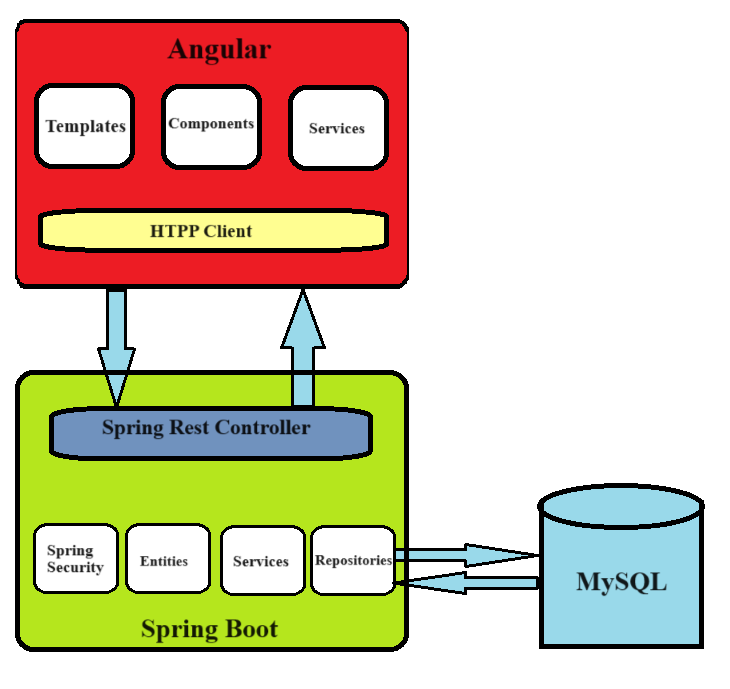 Angular
Templates
Components
Services
HTPP Client
Spring Rest Controller
Spring
Security
Entities
Services
Repositories
MySQL
Spring Boot